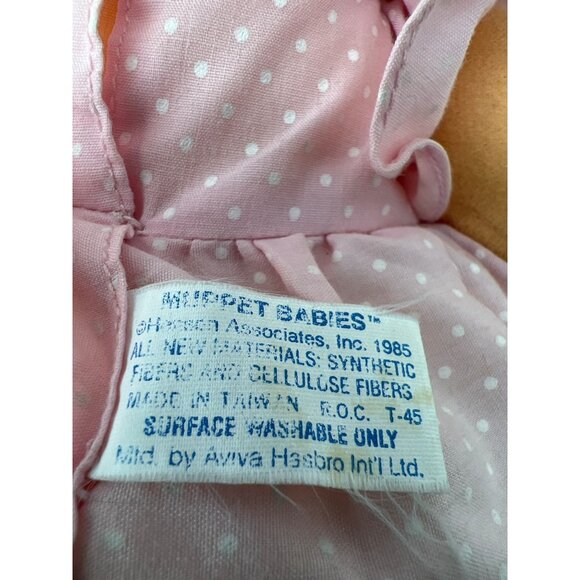 MUPPET BABIES™
©Henson Associates, Inc. 1985
ALL NEW MATERIALS: SYNTHETIC
FIBERS AND CELLULOSE FIBERS
MADE IN TAIWAN R.O.C. T-45
SURFACE WASHABLE ONLY
Mfd. by Aviva Hasbro Int'l Ltd.